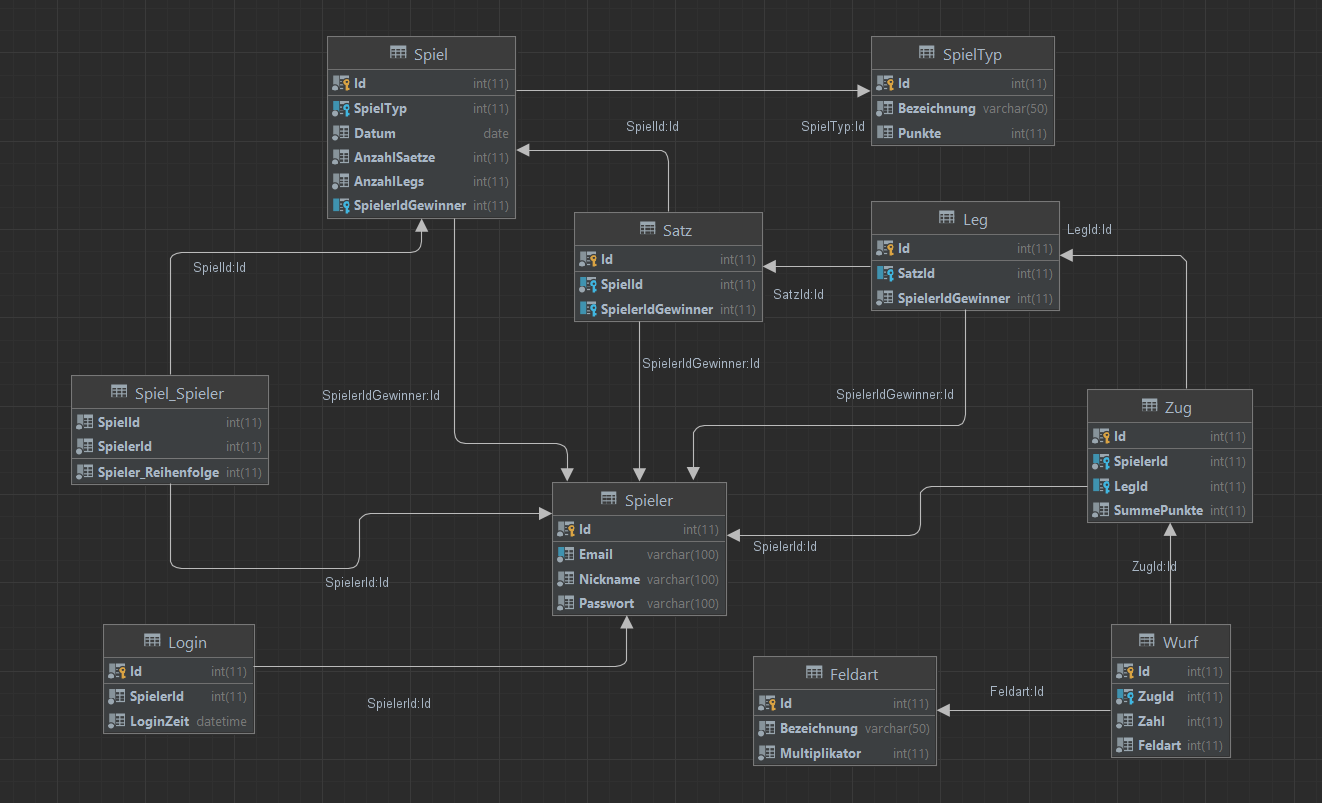 Spiel
Id int(11)
SpielTyp int(11)
Datum date
AnzahlSaetze int(11)
AnzahlLegs int(11)
SpielerIdGewinner int(11)
SpielTyp
Id int(11)
Bezeichnung varchar(50)
Punkte int(11)
SpielId:Id
SpielTyp:Id
Satz
Id int(11)
SpielId int(11)
SpielerIdGewinner int(11)
Leg
Id int(11)
SatzId int(11)
SpielerIdGewinner int(11)
LegId:Id
SpielId:Id
SatzId:Id
SpielerIdGewinner:Id
SpielerIdGewinner:Id
SpielerIdGewinner:Id
Spiel_Spieler
SpielId int(11)
SpielerId int(11)
Spieler_Reihenfolge int(11)
Zug
Id int(11)
SpielerId int(11)
LegId int(11)
SummePunkte int(11)
Spieler
Id int(11)
Email varchar(100)
Nickname varchar(100)
Passwort varchar(100)
SpielerId:Id
ZugId:Id
SpielerId:Id
Login
Id int(11)
SpielerId int(11)
LoginZeit datetime
SpielerId:Id
Feldart
Id int(11)
Bezeichnung varchar(50)
Multiplikator int(11)
Feldart:Id
Wurf
Id int(11)
ZugId int(11)
Zahl int(11)
Feldart int(11)